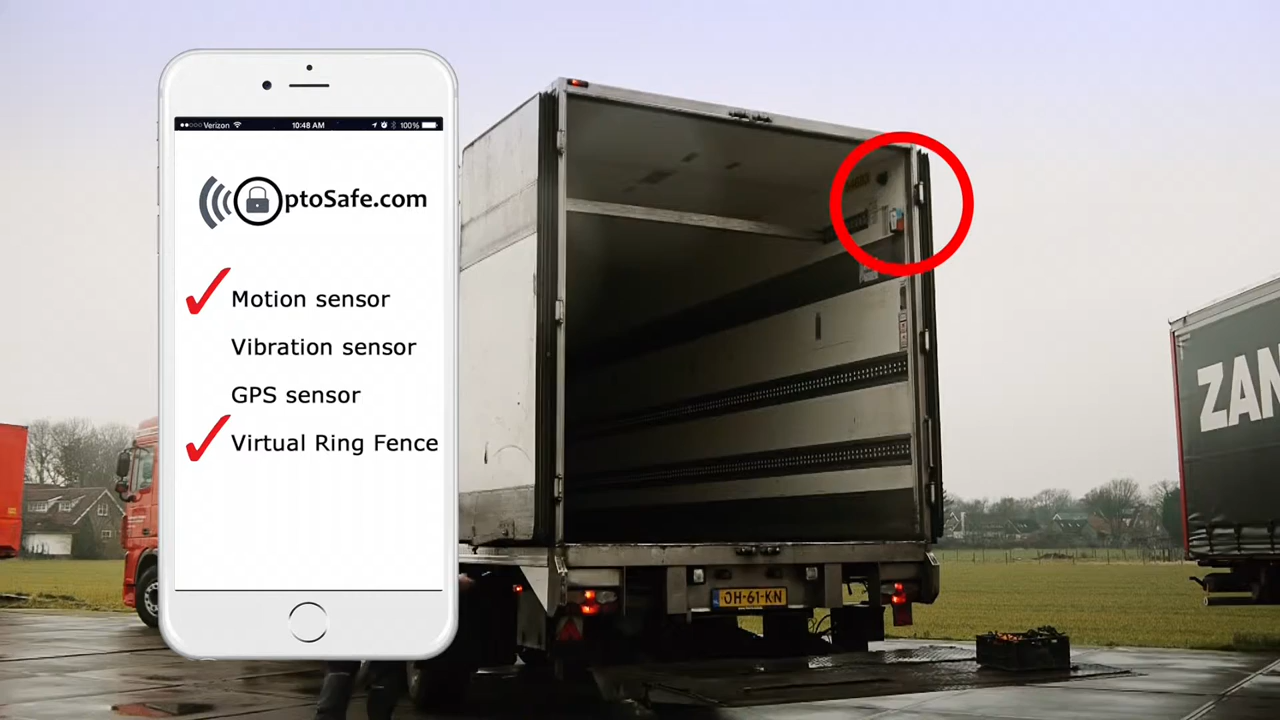 Verizon
10:48 AM
100%
OptoSafe.com
Motion sensor
Vibration sensor
GPS sensor
Virtual Ring Fence
ZAN
OH-61-KN